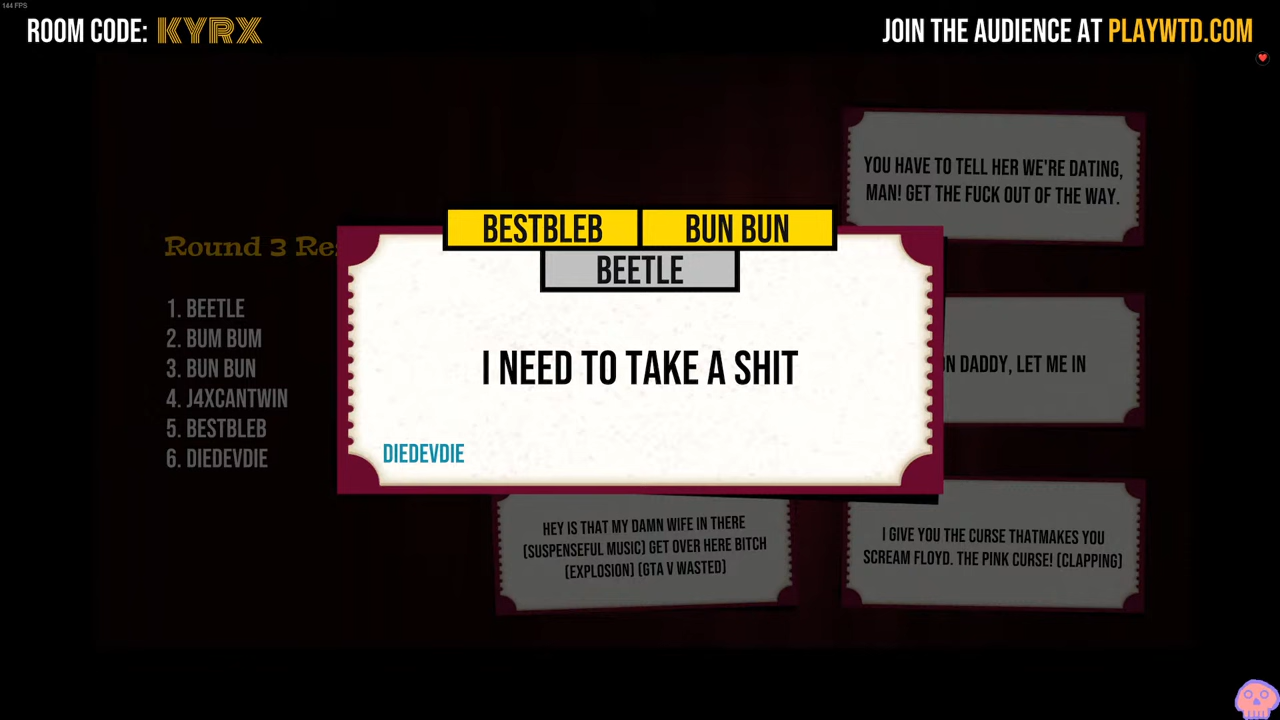 144 FPS
ROOM CODE: KYRX
JOIN THE AUDIENCE AT PLAYWTD.COM
YOU HAVE TO TELL HER WE'RE DATING,
MAN! GET THE FUCK OUT OF THE WAY.
BESTBLEB
BUN BUN
BEETLE
Round 3 Re
1. BEETLE
2. BUM BUM
3. BUN BUN
4. J4XCANTWIN
5. BESTBLEB
6. DIEDEVDIE
I NEED TO TAKE A SHIT
DIEDEVDIE
DADDY, LET ME IN
HEY IS THAT MY DAMN WIFE IN THERE
(SUSPENSEFUL MUSIC) GET OVER HERE BITCH
(EXPLOSION) (GTA V WASTED)
I GIVE YOU THE CURSE THATMAKES YOU
SCREAM FLOYD. THE PINK CURSE! (CLAPPING)